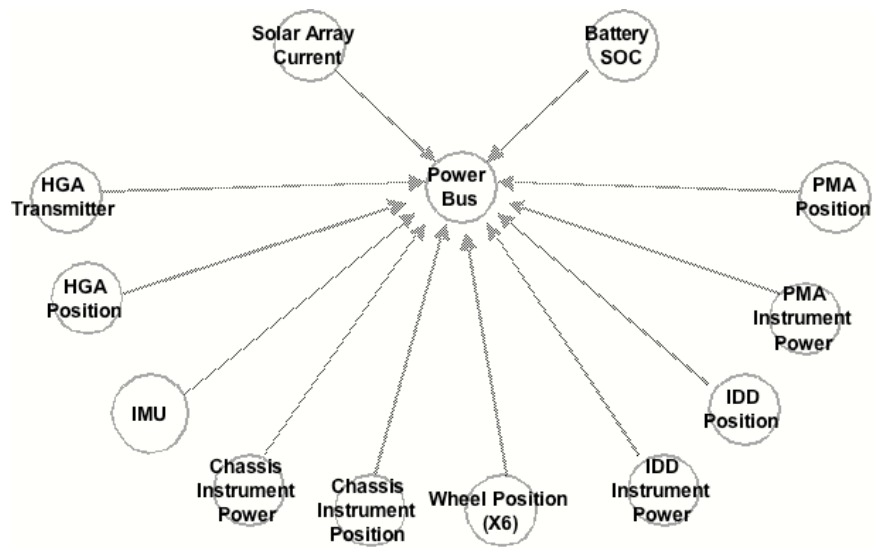 Solar Array
Current
Battery
SOC
Power
Bus
HGA
Transmitter
PMA
Position
HGA
Position
PMA
Instrument
Power
IMU
IDD
Position
Chassis
Instrument
Power
Chassis
Instrument
Position
Wheel Position
(X6)
IDD
Instrument
Power